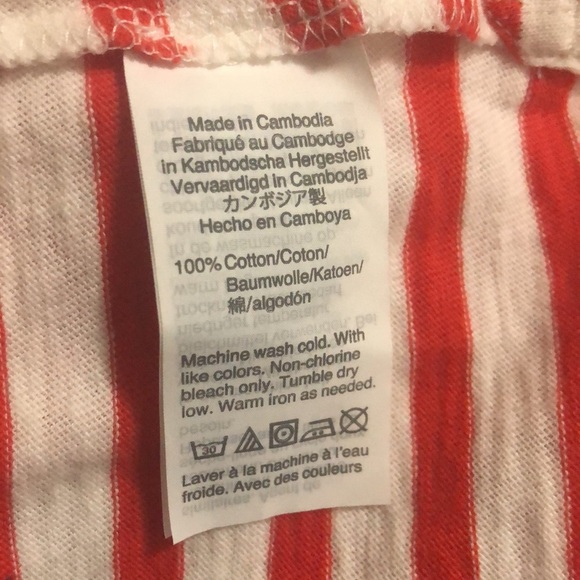 Made in Cambodia
Fabriqué au Cambodge
in Kambodscha Hergestellt
Vervaardigd in Cambodja
カンボジア製
Hecho en Camboya
100% Cotton/Coton/
Baumwolle/Katoen/
綿/algodón
Machine wash cold. With
like colors. Non-chlorine
bleach only. Tumble dry
low. Warm iron as needed.
30
Laver à la machine à l'eau
froide. Avec des couleurs